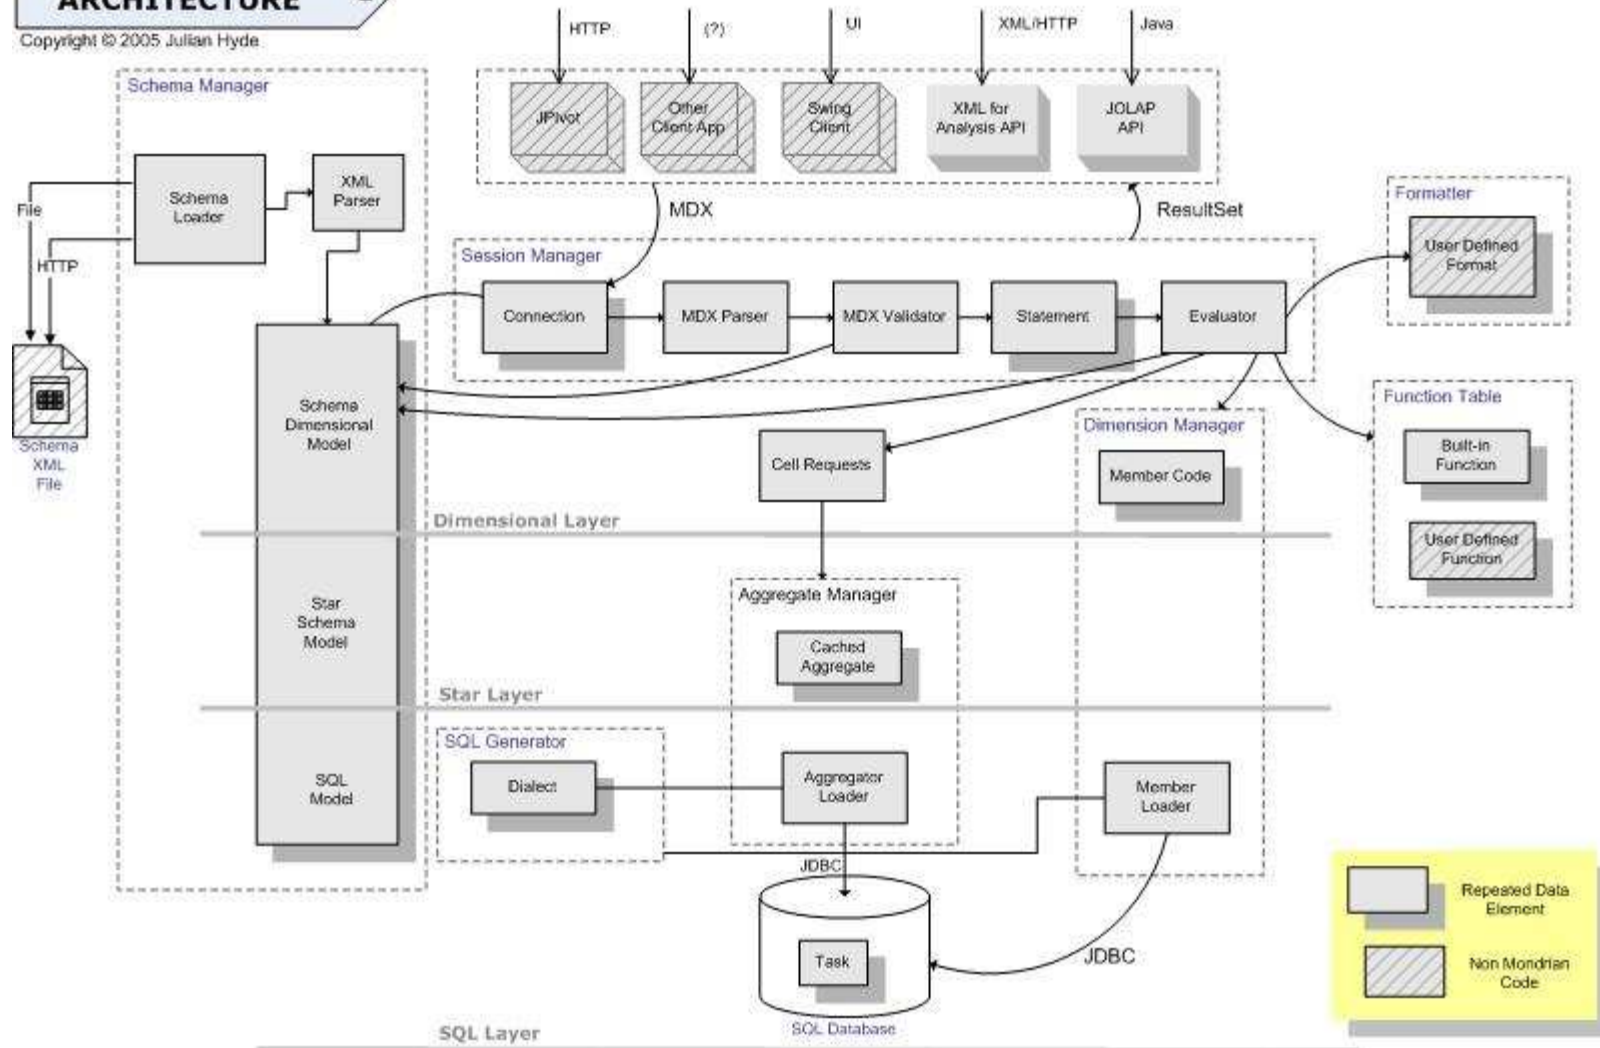 ARCHITECTURE
Copyright © 2005 Julian Hyde
HTTP
(?)
UI
XML/HTTP
Java
Schema Manager
JPivot
Other
Client App
Swing
Client
XML for
Analysis API
JOLAP
API
Schema
Loader
XML
Parser
File
HTTP
MDX
ResultSet
Formatter
User Defined
Format
Session Manager
Connection
MDX Parser
MDX Validator
Statement
Evaluator
Schema
XML
File
Schema
Dimensional
Model
Cell Requests
Dimension Manager
Member Code
Function Table
Built-in
Function
User Defined
Function
Dimensional Layer
Star
Schema
Model
Aggregate Manager
Cached
Aggregate
Star Layer
SQL Generator
Dialect
SQL
Model
Aggregator
Loader
Member
Loader
JDBC
JDBC
Task
SQL Database
SQL Layer
Repeated Data
Element
Non Mondrian
Code